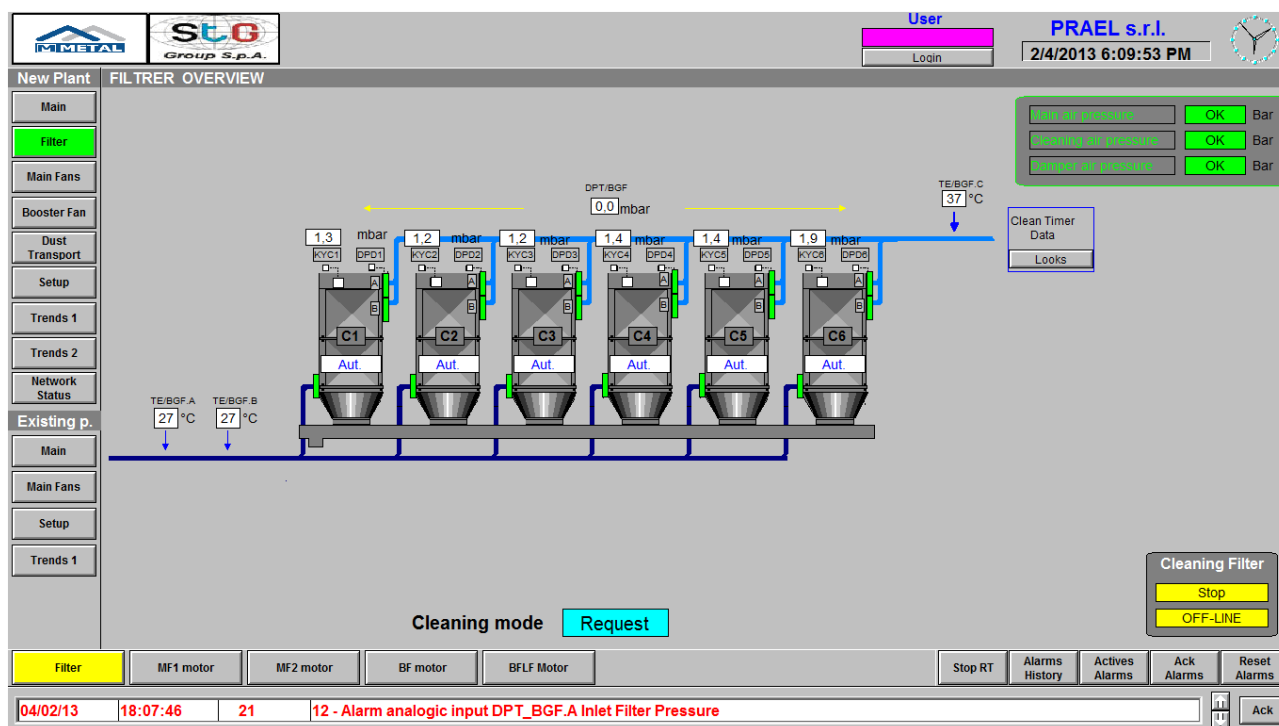 M METAL
STG
Group S.p.A.
User
Login
PRAEL s.r.l.
2/4/2013 6:09:53 PM
New Plant
FILTRER OVERVIEW
Main
Filter
Main Fans
Booster Fan
Dust
Transport
Setup
Trends 1
Trends 2
Network
Status
Existing p.
Main
Main Fans
Setup
Trends 1
Main air pressure OK Bar
Cleaning air pressure OK Bar
Damper air pressure OK Bar
DPT/BGF
0,0 mbar
TE/BGF.C
37 °C
Clean Timer
Data
Looks
1,3 mbar 1,2 mbar 1,2 mbar 1,4 mbar 1,4 mbar 1,9 mbar
KYC1 DPD1 KYC2 DPD2 KYC3 DPD3 KYC4 DPD4 KYC5 DPD5 KYC6 DPD6
A A A A A A
B B B B B B
C1 C2 C3 C4 C5 C6
Aut. Aut. Aut. Aut. Aut. Aut.
TE/BGF.A TE/BGF.B
27 °C 27 °C
Cleaning mode Request
Cleaning Filter
Stop
OFF-LINE
Filter MF1 motor MF2 motor BF motor BFLF Motor Stop RT
Alarms
History
Actives
Alarms
Ack
Alarms
Reset
Alarms
04/02/13 18:07:46 21 12 - Alarm analogic input DPT_BGF.A Inlet Filter Pressure Ack